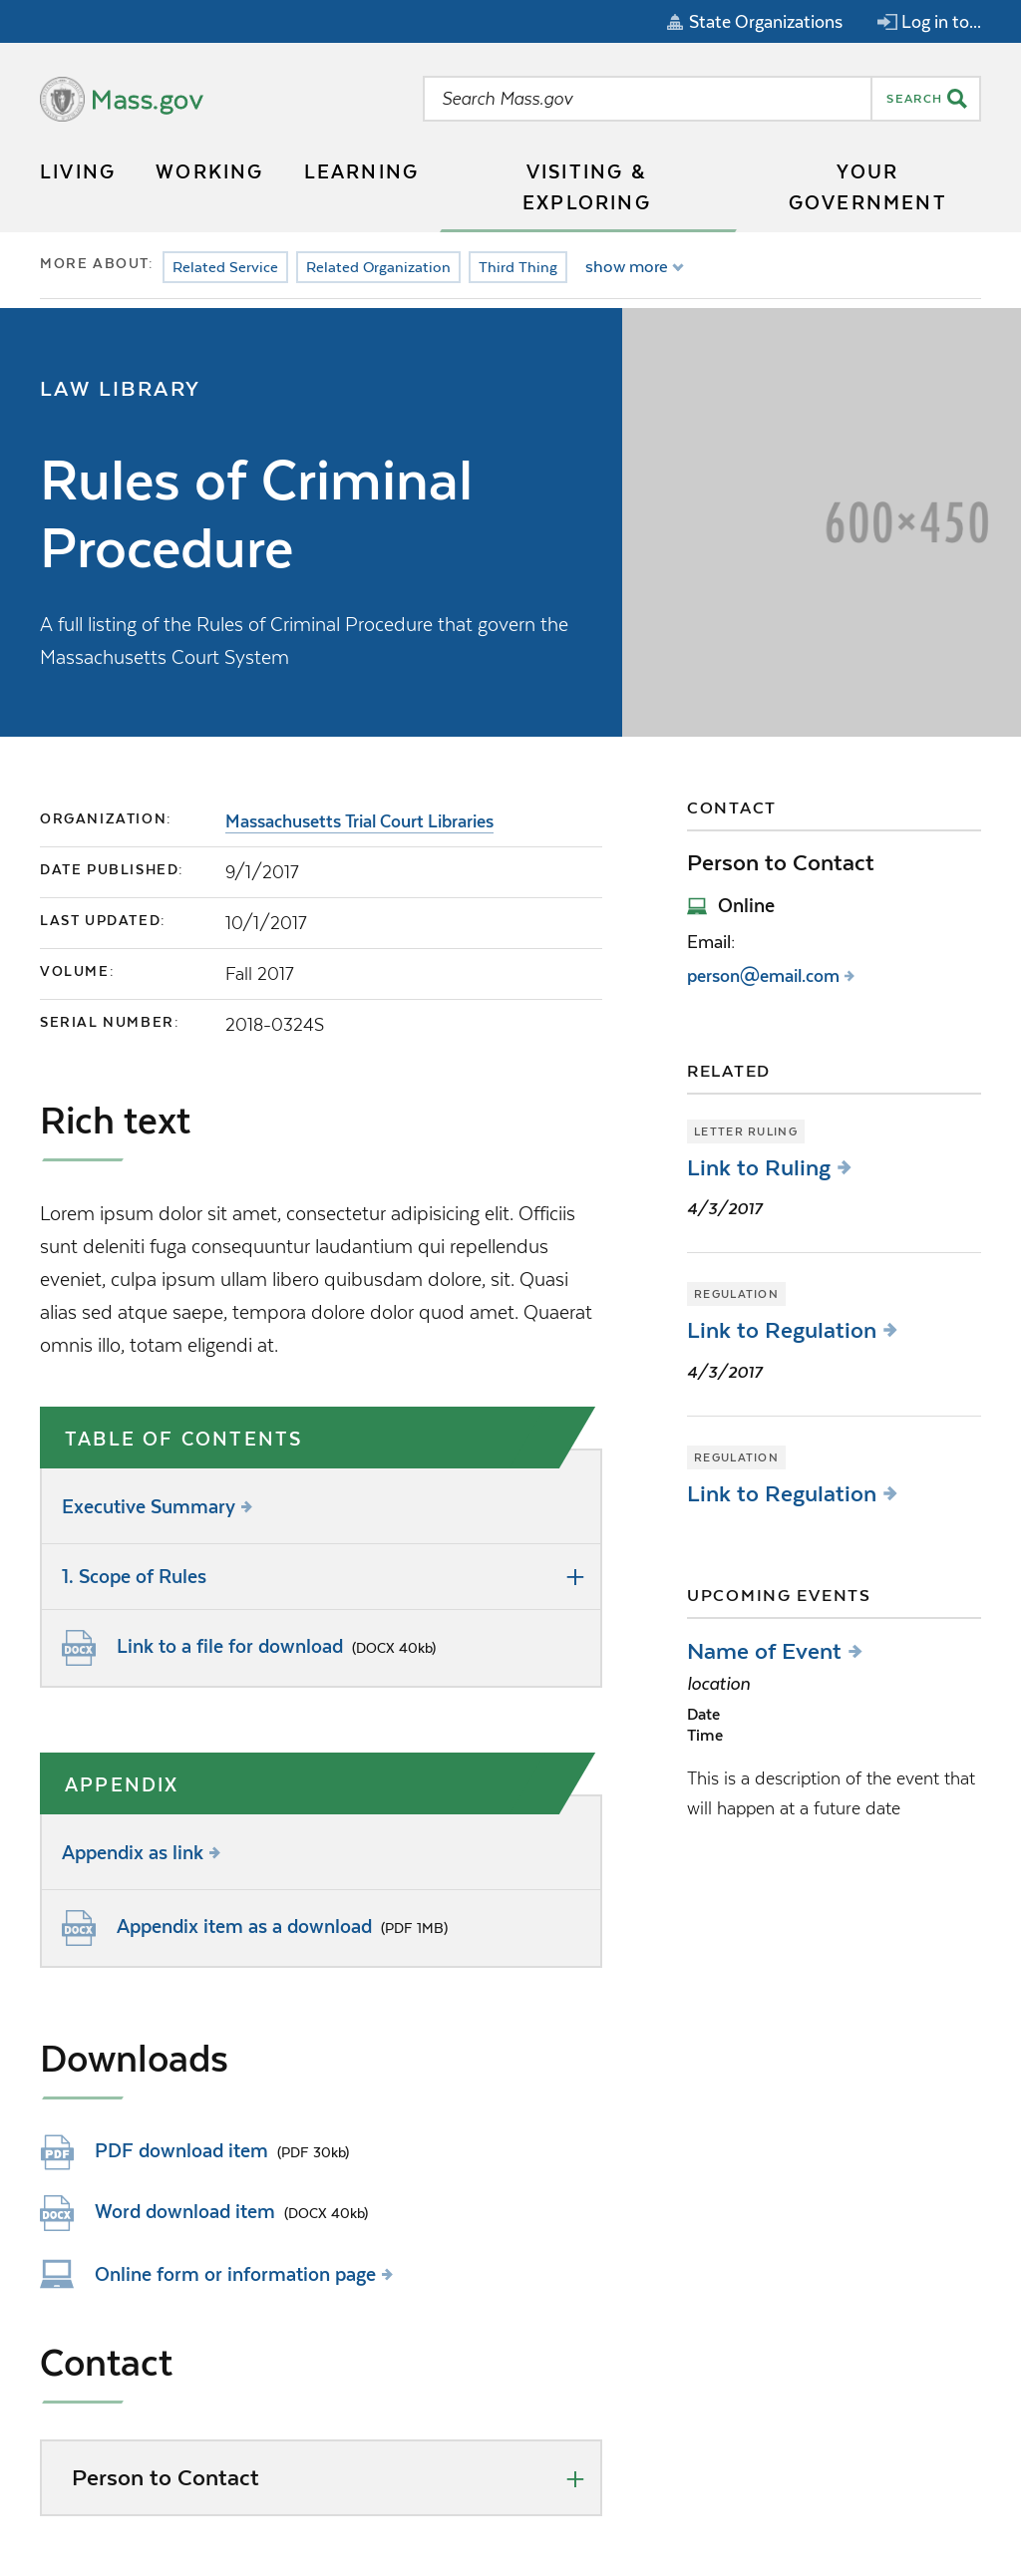 State Organizations
Log in to...
Mass.gov
Search Mass.gov
SEARCH
LIVING
WORKING
LEARNING
VISITING &
EXPLORING
YOUR
GOVERNMENT
MORE ABOUT:
Related Service
Related Organization
Third Thing
show more
LAW LIBRARY
Rules of Criminal
Procedure
A full listing of the Rules of Criminal Procedure that govern the
Massachusetts Court System
600×450
ORGANIZATION:
Massachusetts Trial Court Libraries
DATE PUBLISHED:
9/1/2017
LAST UPDATED:
10/1/2017
VOLUME:
Fall 2017
SERIAL NUMBER:
2018-0324S
Rich text
Lorem ipsum dolor sit amet, consectetur adipisicing elit. Officiis
sunt deleniti fuga consequuntur laudantium qui repellendus
eveniet, culpa ipsum ullam libero quibusdam dolore, sit. Quasi
alias sed atque saepe, tempora dolore dolor quod amet. Quaerat
omnis illo, totam eligendi at.
TABLE OF CONTENTS
Executive Summary
1. Scope of Rules
DOCX
Link to a file for download (DOCX 40kb)
APPENDIX
Appendix as link
DOCX
Appendix item as a download (PDF 1MB)
Downloads
PDF
PDF download item (PDF 30kb)
DOCX
Word download item (DOCX 40kb)
Online form or information page
Contact
Person to Contact
CONTACT
Person to Contact
Online
Email:
person@email.com
RELATED
LETTER RULING
Link to Ruling
4/3/2017
REGULATION
Link to Regulation
4/3/2017
REGULATION
Link to Regulation
UPCOMING EVENTS
Name of Event
location
Date
Time
This is a description of the event that
will happen at a future date